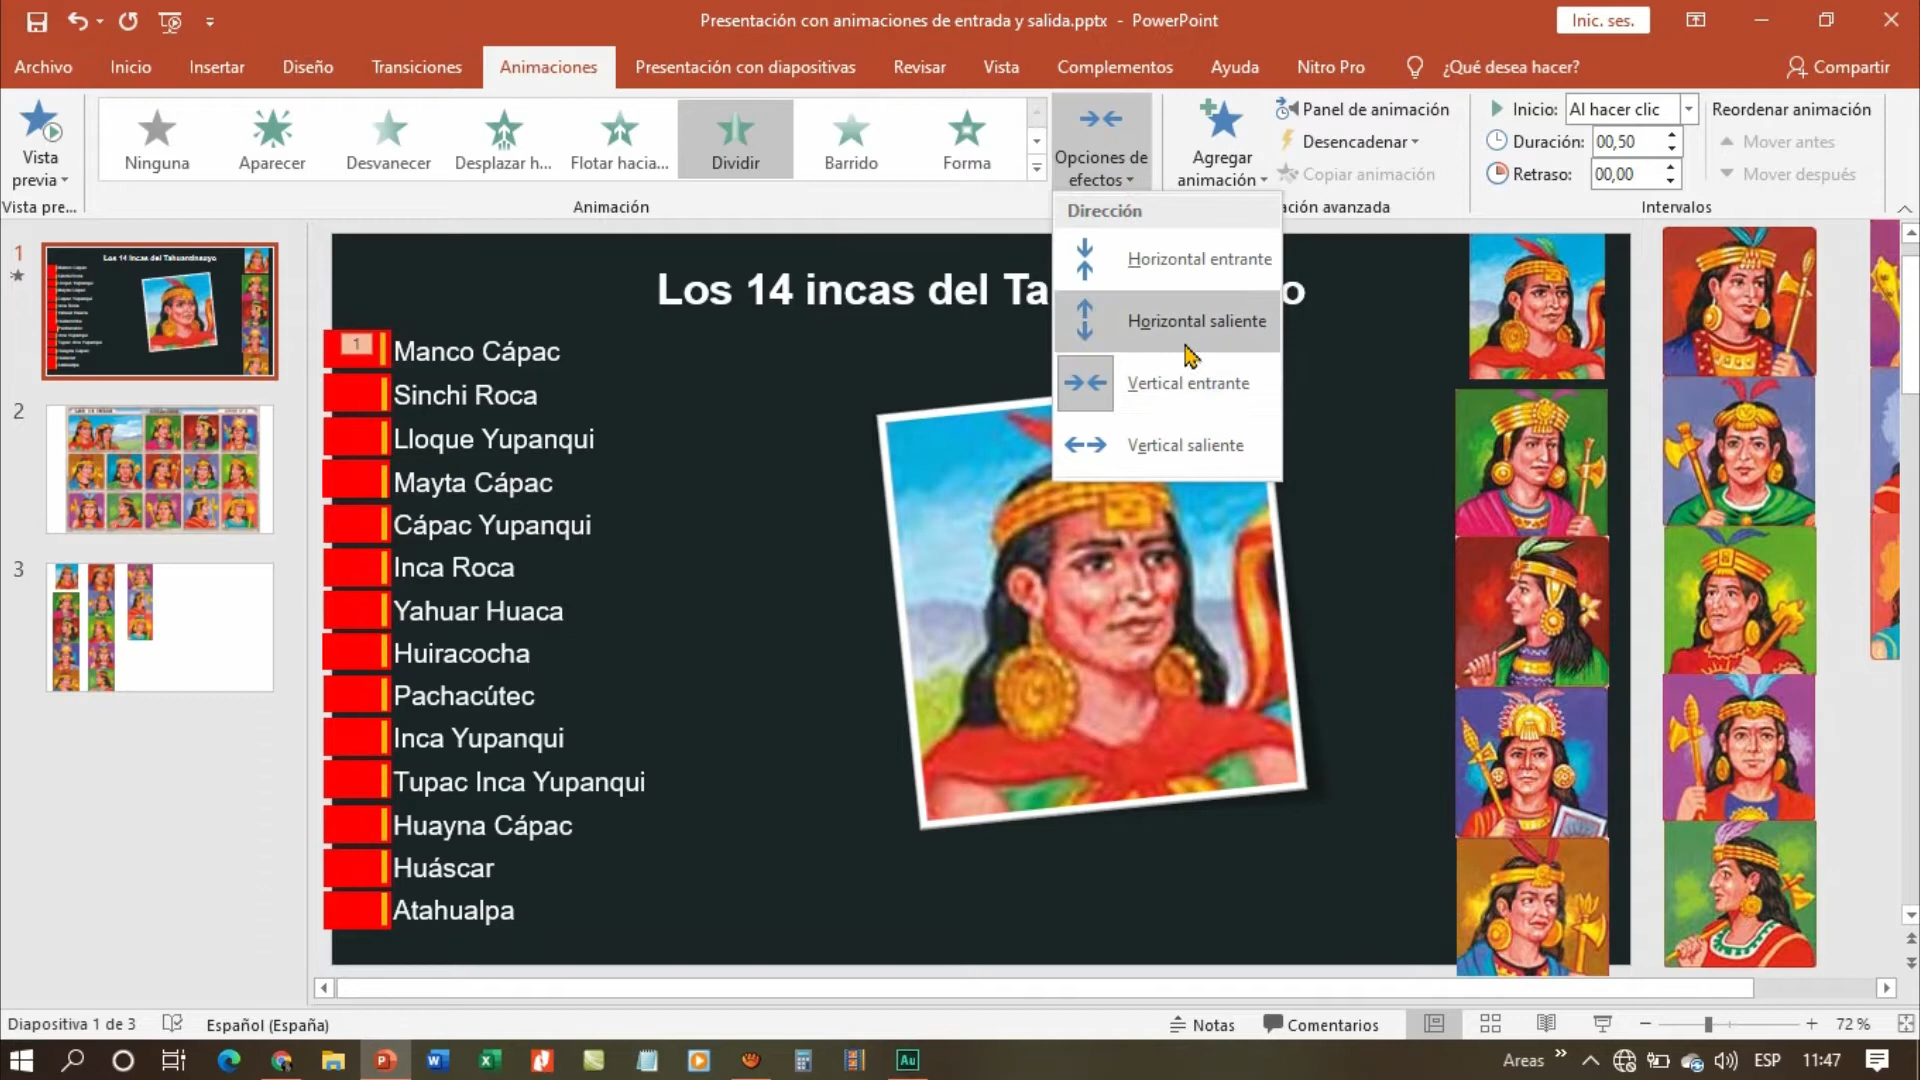 Presentación con animaciones de entrada y salida.pptx - PowerPoint
Inic. ses.
Archivo Inicio Insertar Diseño Transiciones Animaciones Presentación con diapositivas Revisar Vista Complementos Ayuda Nitro Pro ¿Qué desea hacer? Compartir
Vista previa
Ninguna Aparecer Desvanecer Desplazar h... Flotar hacia... Dividir Barrido Forma
Opciones de efectos
Agregar animación
Panel de animación
Desencadenar
Copiar animación
Inicio: Al hacer clic
Duración: 00,50
Retraso: 00,00
Reordenar animación
Mover antes
Mover después
Vista pre... Animación ación avanzada Intervalos
Dirección
Horizontal entrante
Horizontal saliente
Vertical entrante
Vertical saliente
1
2
3
Los 14 incas del Tahuantinsuyo
Los 14 incas del Ta o
1
Manco Cápac
Sinchi Roca
Lloque Yupanqui
Mayta Cápac
Cápac Yupanqui
Inca Roca
Yahuar Huaca
Huiracocha
Pachacútec
Inca Yupanqui
Tupac Inca Yupanqui
Huayna Cápac
Huáscar
Atahualpa
Diapositiva 1 de 3 Español (España) Notas Comentarios 72 %
Au Areas ESP 11:47